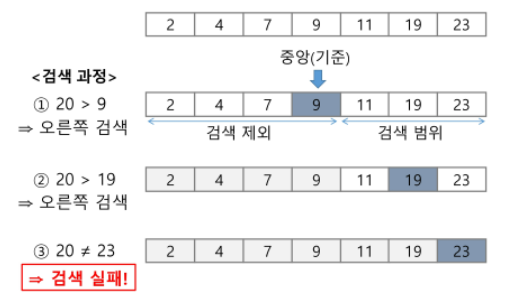 2 4 7 9 11 19 23
중앙(기준)
<검색 과정>
① 20 > 9
⇒ 오른쪽 검색
2 4 7 9 11 19 23
검색 제외 검색 범위
② 20 > 19
⇒ 오른쪽 검색
2 4 7 9 11 19 23
③ 20 ≠ 23
⇒ 검색 실패!
2 4 7 9 11 19 23